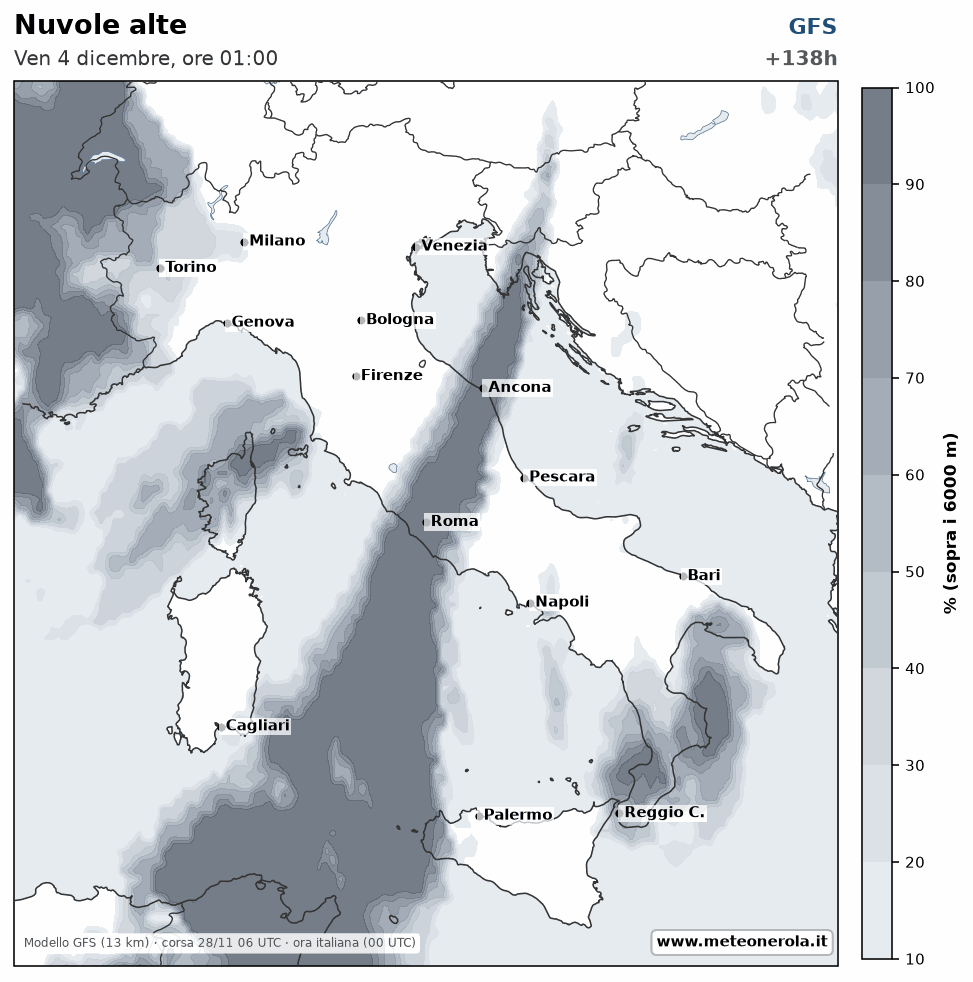 Nuvole alte
GFS
Ven 4 dicembre, ore 01:00
+138h
100
90
80
70
60
50
40
30
20
10
% (sopra i 6000 m)
Milano
Venezia
Torino
Genova
Bologna
Firenze
Ancona
Pescara
Roma
Bari
Napoli
Cagliari
Palermo
Reggio C.
Modello GFS (13 km) · corsa 28/11 06 UTC · ora italiana (00 UTC)
www.meteonerola.it